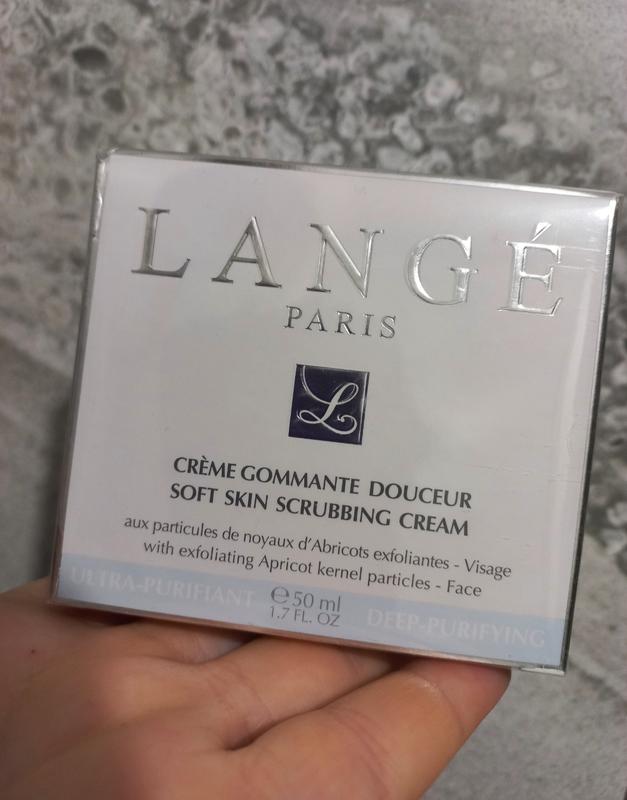 LANGÉ
PARIS
L
CRÈME GOMMANTE DOUCEUR
SOFT SKIN SCRUBBING CREAM
aux particules de noyaux d'Abricots exfoliantes - Visage
with exfoliating Apricot kernel particles - Face
ULTRA-PURIFIANT ℮50 ml DEEP-PURIFYING
1.7 FL. OZ